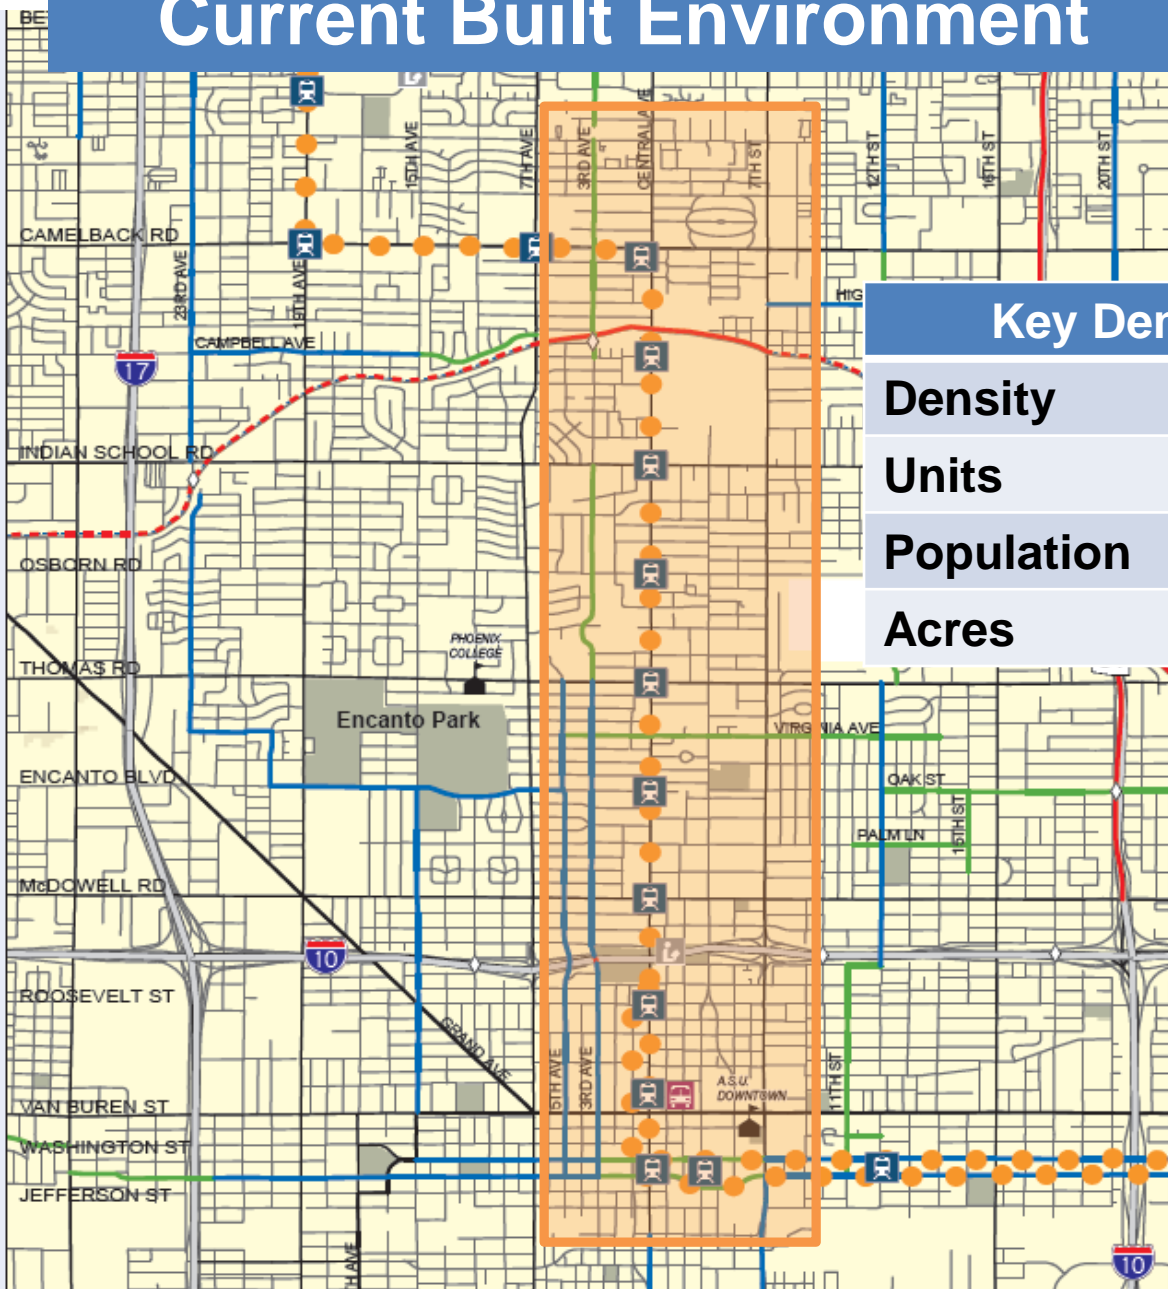 BE
Current Built Environment
15TH AVE
7TH AVE
3RD AVE
CENTRAL AVE
7TH ST
12TH ST
16TH ST
20TH ST
CAMELBACK RD
23RD AVE
19TH AVE
HIG
Key Der
CAMPBELL AVE
17
Density
INDIAN SCHOOL RD
Units
OSBORN RD
Population
Acres
PHOENIX
COLLEGE
THOMAS RD
Encanto Park
VIRGINIA AVE
ENCANTO BLVD
OAK ST
15TH ST
PALM LN
McDOWELL RD
10
ROOSEVELT ST
GRAND AVE
5TH AVE
3RD AVE
11TH ST
A.S.U.
DOWNTOWN
VAN BUREN ST
WASHINGTON ST
JEFFERSON ST
H AVE
10